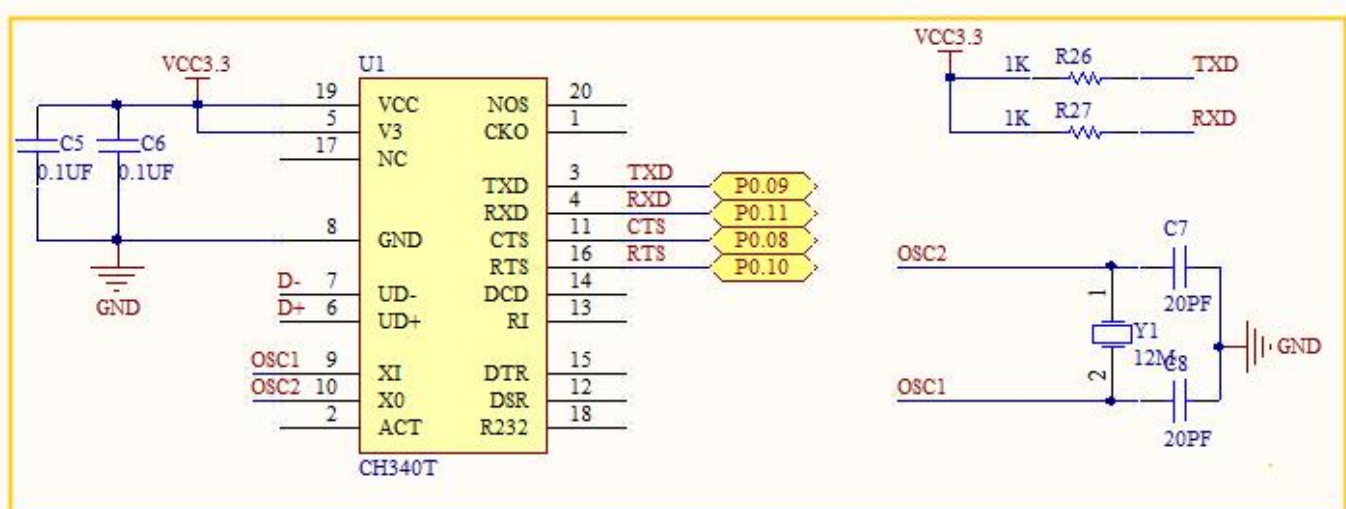 VCC3.3
U1
VCC3.3
1K R26 TXD
1K R27 RXD
19 VCC NOS 20
5 V3 CKO 1
17 NC
C5 0.1UF
C6 0.1UF
TXD 3 TXD P0.09
RXD 4 RXD P0.11
8 GND CTS 11 CTS P0.08
RTS 16 RTS P0.10
GND
D- 7 UD- DCD 14
D+ 6 UD+ RI 13
OSC1 9 XI DTR 15
OSC2 10 X0 DSR 12
2 ACT R232 18
CH340T
OSC2
C7
20PF
1
Y1
12M
2
GND
OSC1
C8
20PF